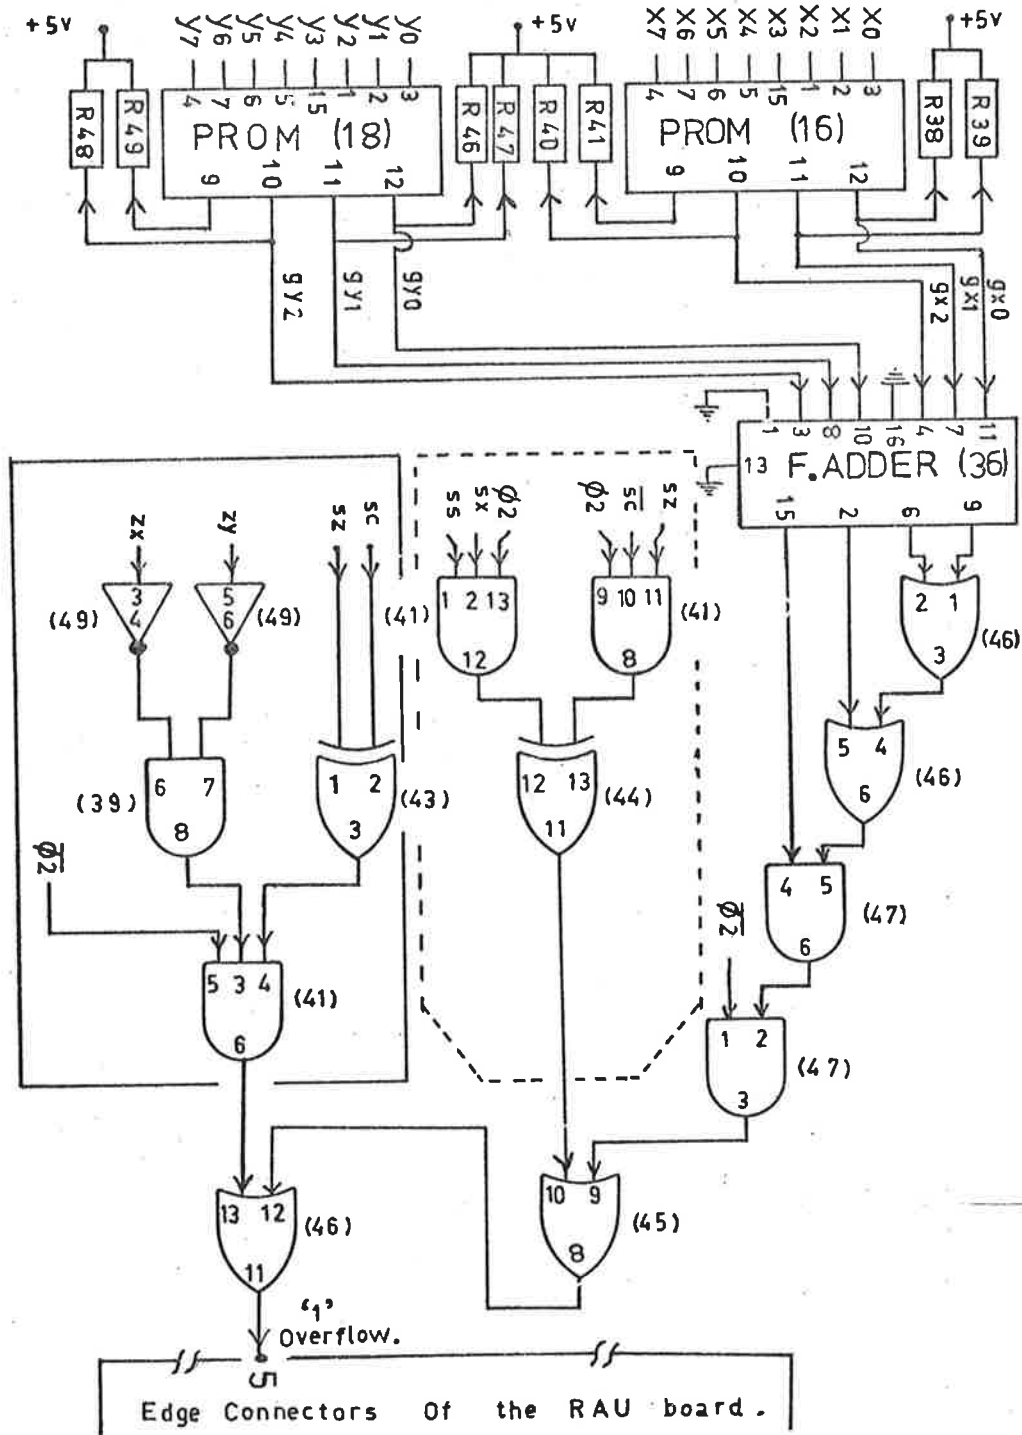 +5v y7 y6 y5 y4 y3 y2 y1 y0 +5v x7 x6 x5 x4 x3 x2 x1 x0 +5v
4 7 6 5 15 1 2 3
4 7 6 5 15 1 2 3
R48 R49 PROM (18) R46 R47 R40 R41 PROM (16) R38 R39
9 10 11 12
9 10 11 12
gy2 gy1 gy0 gx2 gx1 gx0
1 3 8 10 16 4 7 11
13 F.ADDER (36)
15 2 6 9
zx zy sz sc ss sx Ø2 Ø2 s̅c̅ sz
3 5
4 6
(49) (49) (41) 1 2 13 9 10 11 (41)
12 8
2 1 (46)
3
6 7 (39)
8
1 2 (43)
3
12 13 (44)
11
5 4 (46)
6
Ø̅2̅
4 5 (47)
6
Ø̅2̅
5 3 4 (41)
6
1 2 (47)
3
13 12 (46)
11
10 9 (45)
8
‘1’
Overflow.
5
Edge Connectors Of the RAU board.